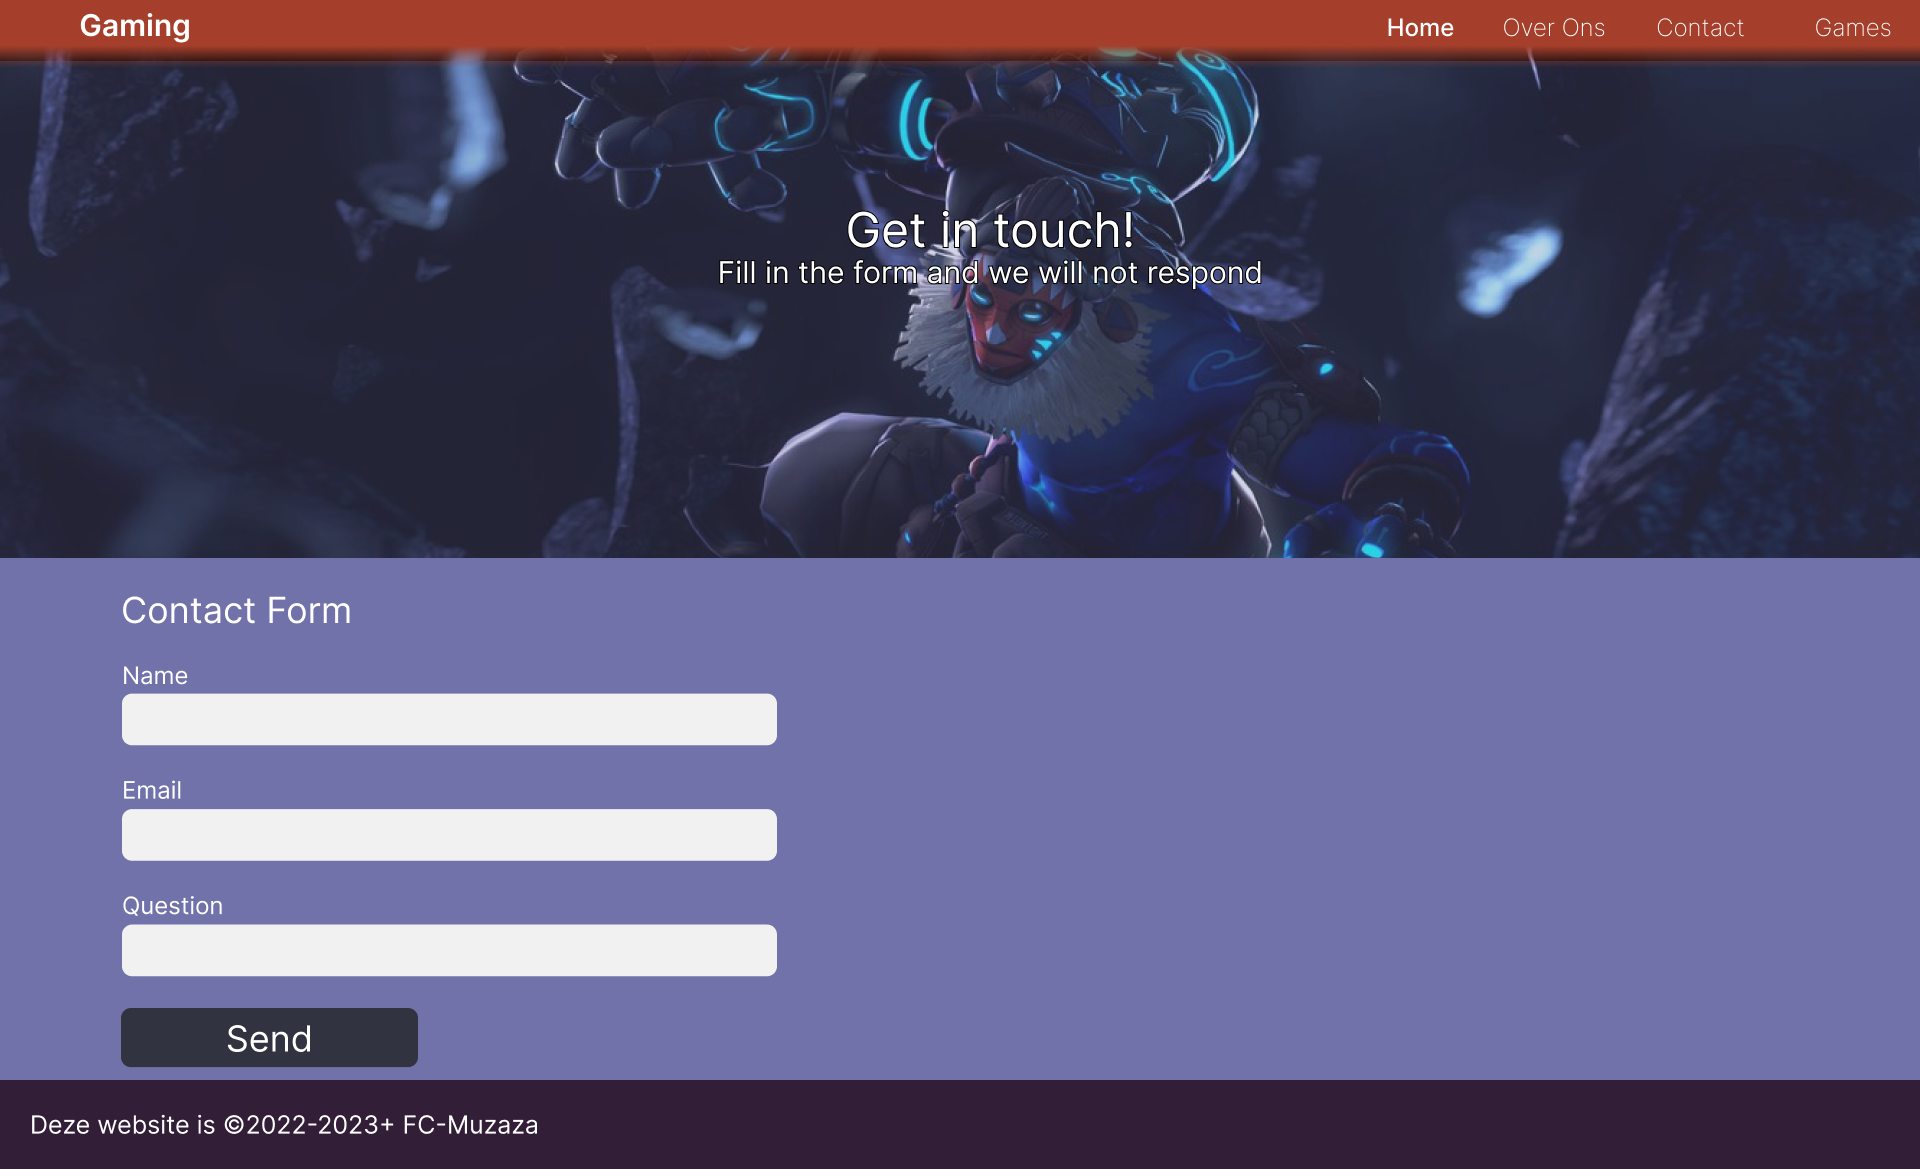 Gaming
Home Over Ons Contact Games
Get in touch!
Fill in the form and we will not respond
Contact Form
Name
Email
Question
Send
Deze website is ©2022-2023+ FC-Muzaza